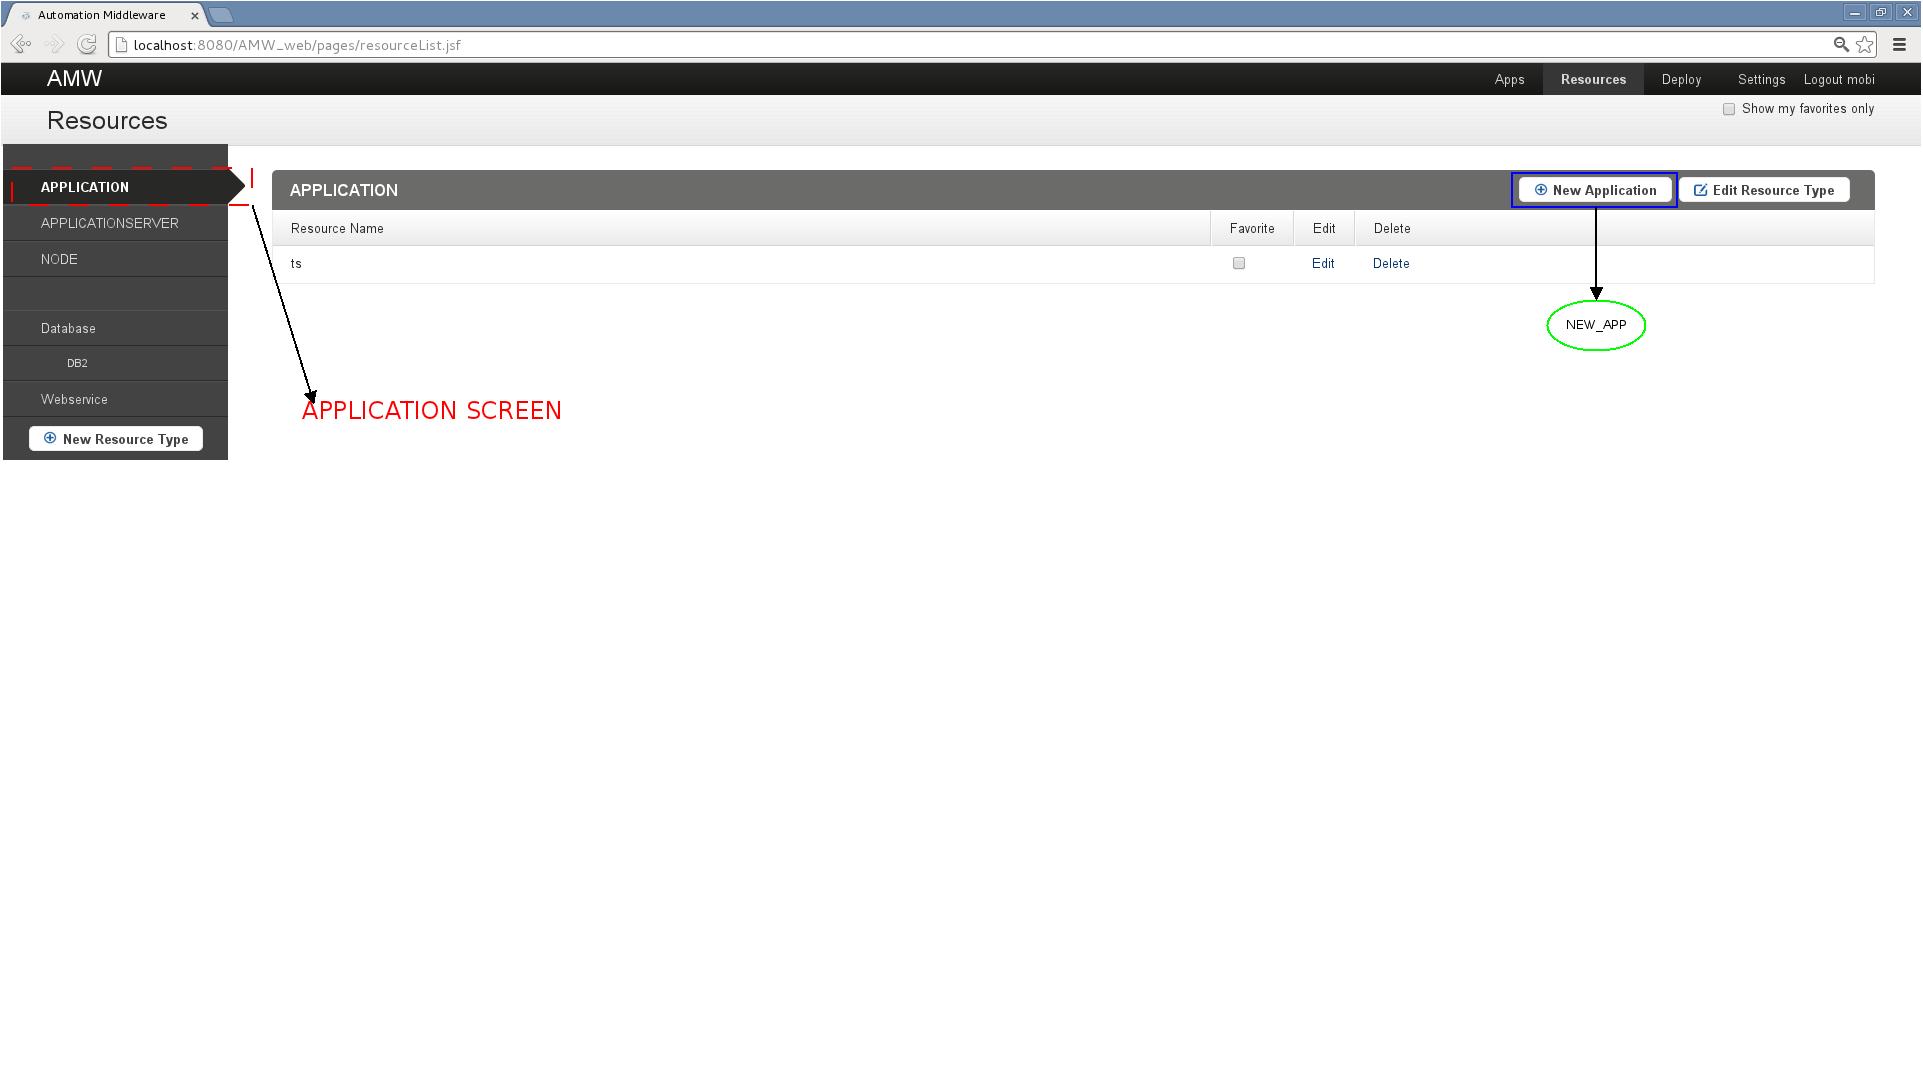 Automation Middleware
localhost:8080/AMW_web/pages/resourceList.jsf
AMW
Apps Resources Deploy Settings Logout mobi
Resources
Show my favorites only
APPLICATION
APPLICATIONSERVER
NODE
Database
DB2
Webservice
New Resource Type
APPLICATION
New Application Edit Resource Type
Resource Name Favorite Edit Delete
ts Edit Delete
NEW_APP
APPLICATION SCREEN